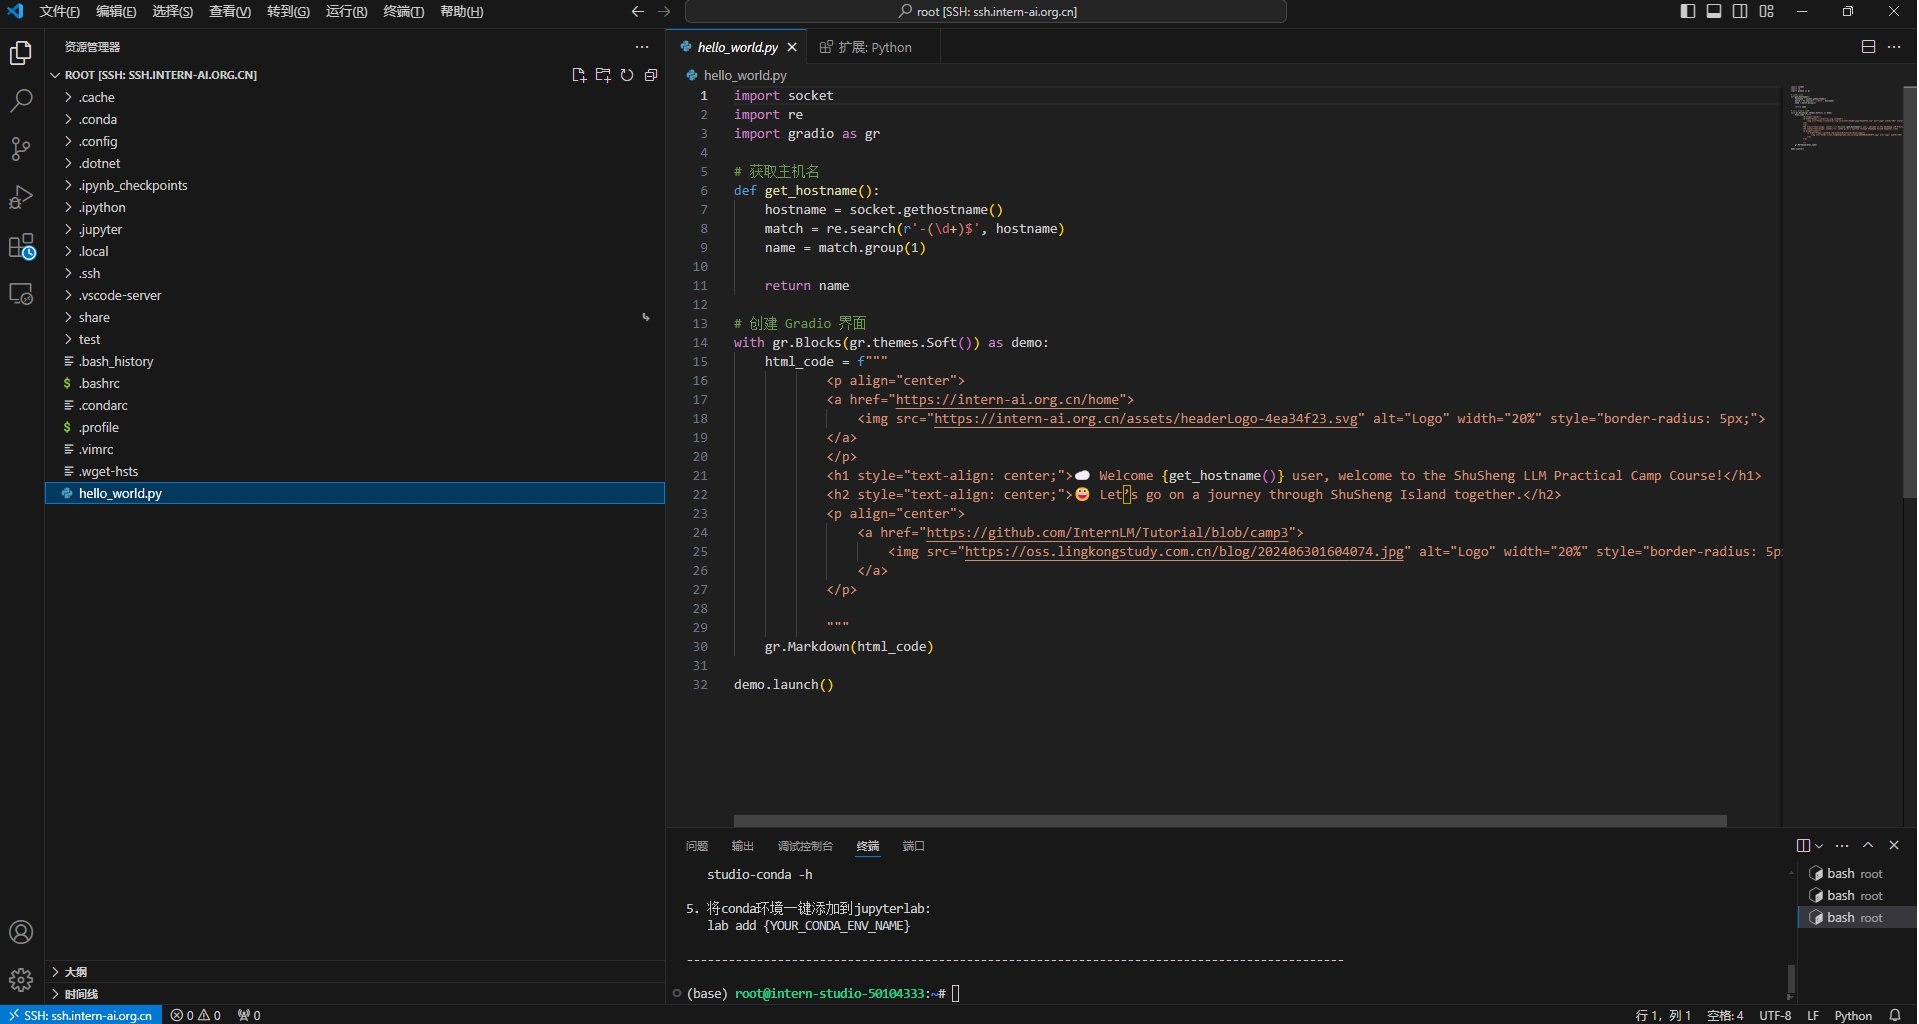 文件(F) 编辑(E) 选择(S) 查看(V) 转到(G) 运行(R) 终端(T) 帮助(H)
root [SSH: ssh.intern-ai.org.cn]
资源管理器
ROOT [SSH: SSH.INTERN-AI.ORG.CN]
.cache
.conda
.config
.dotnet
.ipynb_checkpoints
.ipython
.jupyter
.local
.ssh
.vscode-server
share
test
.bash_history
.bashrc
.condarc
.profile
.vimrc
.wget-hsts
hello_world.py
大纲
时间线
hello_world.py 扩展: Python
hello_world.py
1 import socket
2 import re
3 import gradio as gr
4
5 # 获取主机名
6 def get_hostname():
7 hostname = socket.gethostname()
8 match = re.search(r'-(\d+)$', hostname)
9 name = match.group(1)
10
11 return name
12
13 # 创建 Gradio 界面
14 with gr.Blocks(gr.themes.Soft()) as demo:
15 html_code = f"""
16 <p align="center">
17 <a href="https://intern-ai.org.cn/home">
18 <img src="https://intern-ai.org.cn/assets/headerLogo-4ea34f23.svg" alt="Logo" width="20%" style="border-radius: 5px;">
19 </a>
20 </p>
21 <h1 style="text-align: center;">☁️ Welcome {get_hostname()} user, welcome to the ShuSheng LLM Practical Camp Course!</h1>
22 <h2 style="text-align: center;">😀 Let’s go on a journey through ShuSheng Island together.</h2>
23 <p align="center">
24 <a href="https://github.com/InternLM/Tutorial/blob/camp3">
25 <img src="https://oss.lingkongstudy.com.cn/blog/202406301604074.jpg" alt="Logo" width="20%" style="border-radius: 5p
26 </a>
27 </p>
28
29 """
30 gr.Markdown(html_code)
31
32 demo.launch()
问题 输出 调试控制台 终端 端口
studio-conda -h
5. 将conda环境一键添加到jupyterlab:
lab add {YOUR_CONDA_ENV_NAME}
----------------------------------------------------------------------------------------------
(base) root@intern-studio-50104333:~#
bash root
bash root
bash root
SSH: ssh.intern-ai.org.cn 0 0 0 行 1，列 1 空格: 4 UTF-8 LF Python